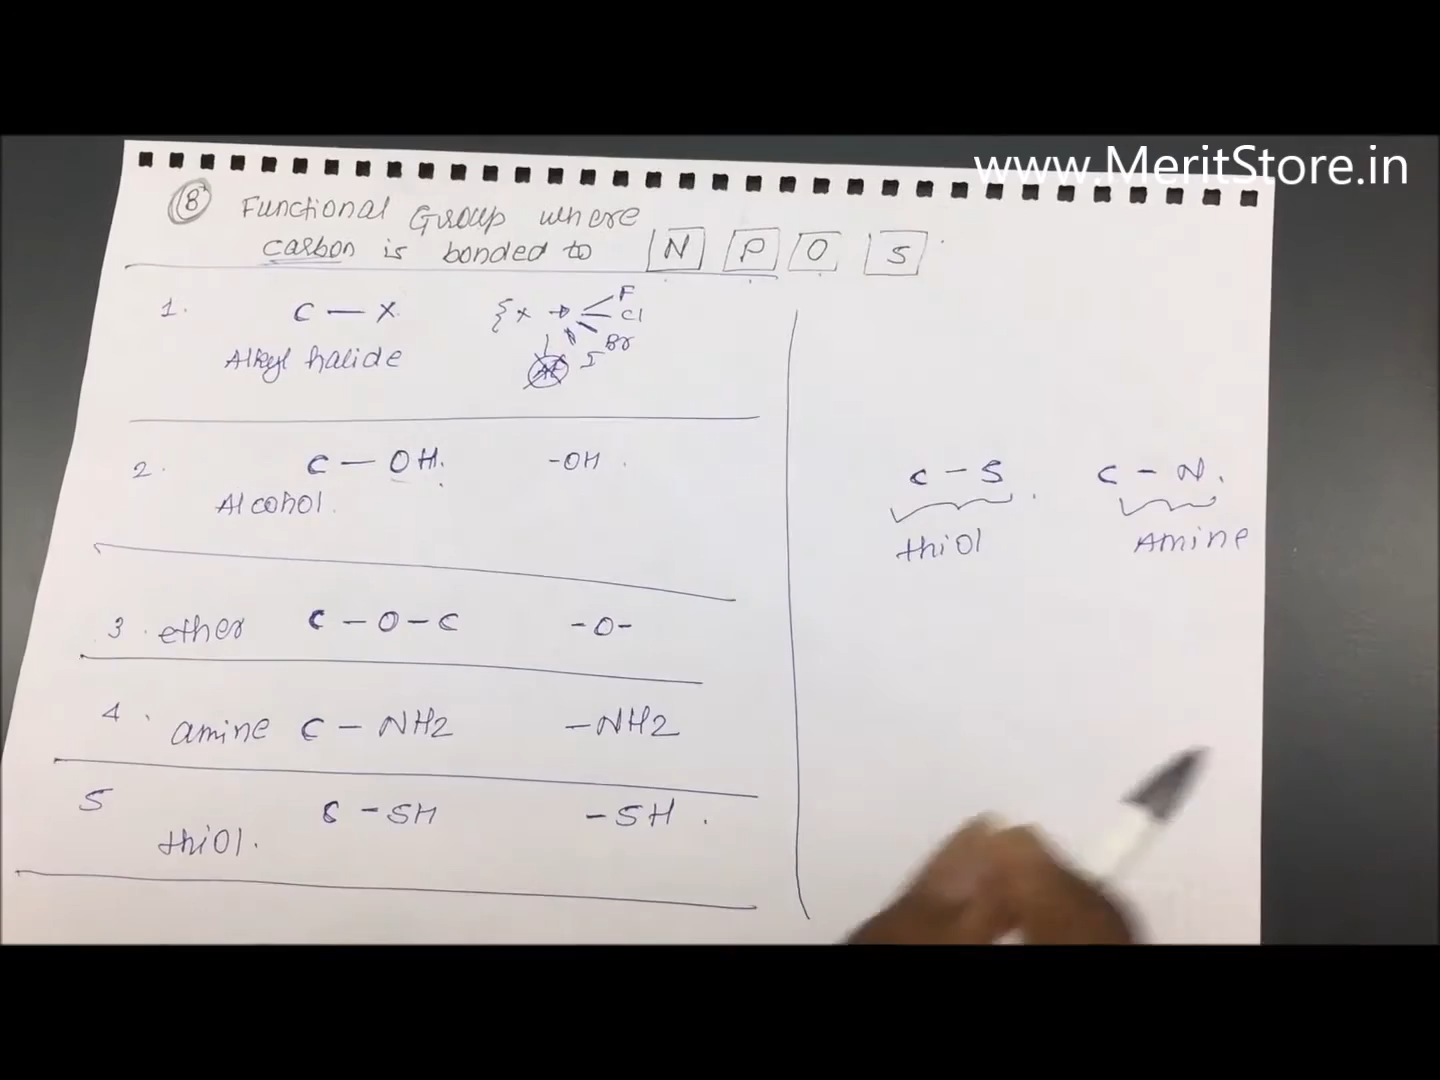 www.MeritStore.in
8 Functional Group where
carbon is bonded to N P O S
1. C - X {X → F
Cl
Br
I
Alkyl halide
2. C - OH. -OH .
Alcohol.
C - S . C - N.
thiol Amine
3. ether C - O - C -O-
4. amine C - NH2 -NH2
5 C - SH -SH .
thiol.